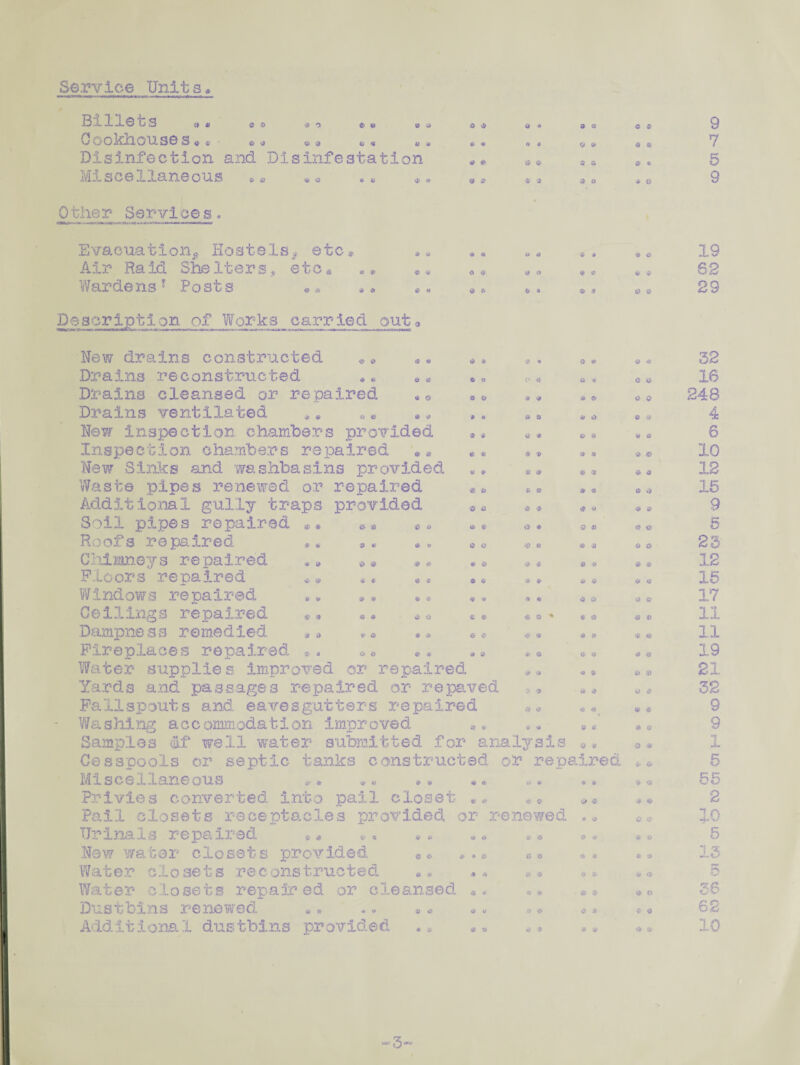 Service Units.
Billets .. .. .. .. .. .. .. .. .. 9
Cookhouses.. .. .. .. .. .. .. .. .. 7
Disinfection and Disinfestation .. .. .. .. 5
Miscellaneous .. .. .. .. .. .. .. .. 9
Other Services.
Evacuation, Hostels, etc. .. .. .. .. .. 19
Air Raid Shelters, etc. .. .. .. .. .. .. 62
Wardens' Posts .. .. .. .. .. .. .. 29
Description of Works carried out.
New drains constructed .. .. .. .. .. .. 32
Drains reconstructed .. .. .. .. .. .. 16
Drains cleansed or repaired .. .. .. .. .. 248
Drains ventilated .. .. .. .. .. .. .. 4
New inspection chambers provided .. .. .. .. 6
Inspection chambers repaired .. .. .. .. .. 10
New Sinks and washbasins provided .. .. .. .. 12
Waste pipes renewed or repaired .. .. .. .. 15
Additional gully traps provided .. .. .. .. 9
Soil pipes repaired .. .. .. .. .. .. .. 5
Roofs repaired .. .. .. .. .. .. .. 23
Chimneys repaired .. .. .. .. .. .. .. 12
Floors repaired .. .. .. .. .. .. .. 15
Windows repaired .. .. .. .. .. .. .. 17
Ceilings repaired .. .. .. .. .. .. .. 11
Dampness remedied .. .. .. .. .. .. .. 11
Fireplaces repaired .. .. .. .. .. .. .. 19
Water supplies improved or repaired .. .. .. 21
Yards and passages repaired or repaved .. .. .. 32
Fallspouts and eavesgutters repaired .. .. .. 9
Washing accommodation improved .. .. .. .. 9
Samples of well water submitted for analysis .. .. 1
Cesspools or septic tanks constructed or repaired .. 5
Miscellaneous .. .. .. .. .. .. .. 55
Privies converted into pail closet .. .. .. .. 2
Pail closets receptacles provided or renewed .. .. 10
Urinals repaired .. .. .. .. .. .. .. 5
New water closets provided .. ... .. .. .. 13
Water closets reconstructed .. .. .. .. .. 5
Water closets repaired or cleansed .. .. .. .. 36
Dustbins renewed .. .. .. .. .. .. .. 62
Additional dustbins provided .. .. .. .. .. 10
-3-